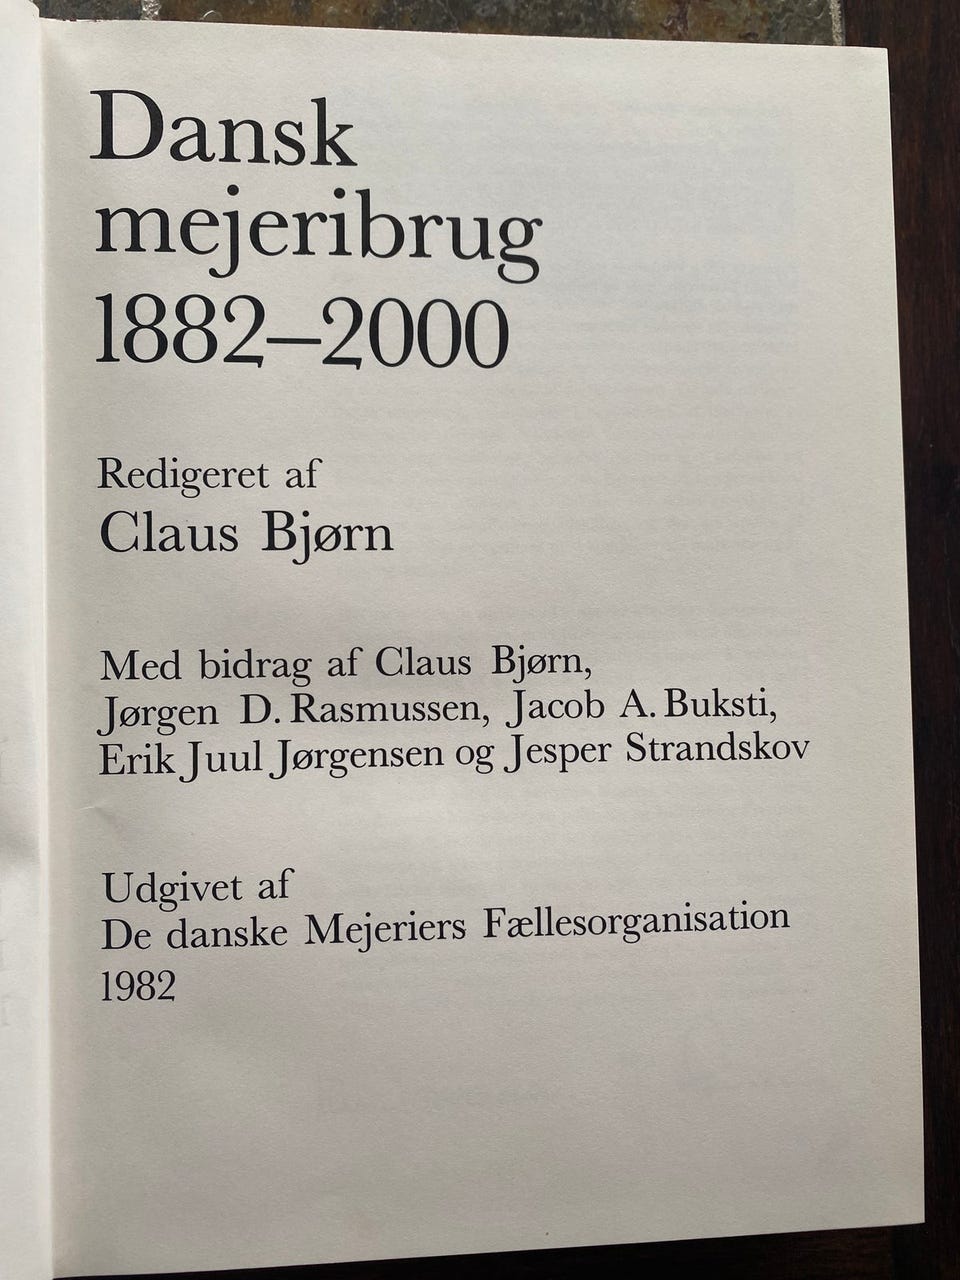 Dansk
mejeribrug
1882–2000
Redigeret af
Claus Bjørn
Med bidrag af Claus Bjørn,
Jørgen D. Rasmussen, Jacob A. Buksti,
Erik Juul Jørgensen og Jesper Strandskov
Udgivet af
De danske Mejeriers Fællesorganisation
1982